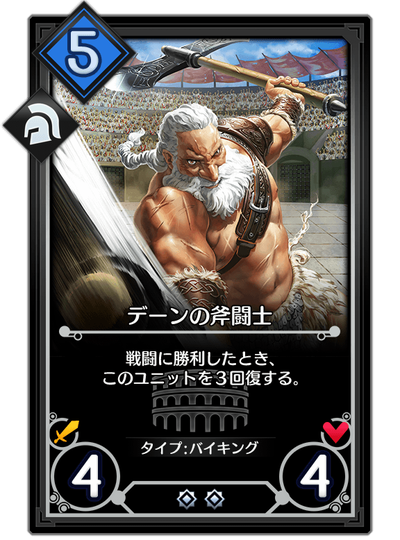 5
デーンの斧闘士
戦闘に勝利したとき、
このユニットを3回復する。
タイプ:バイキング
4
4